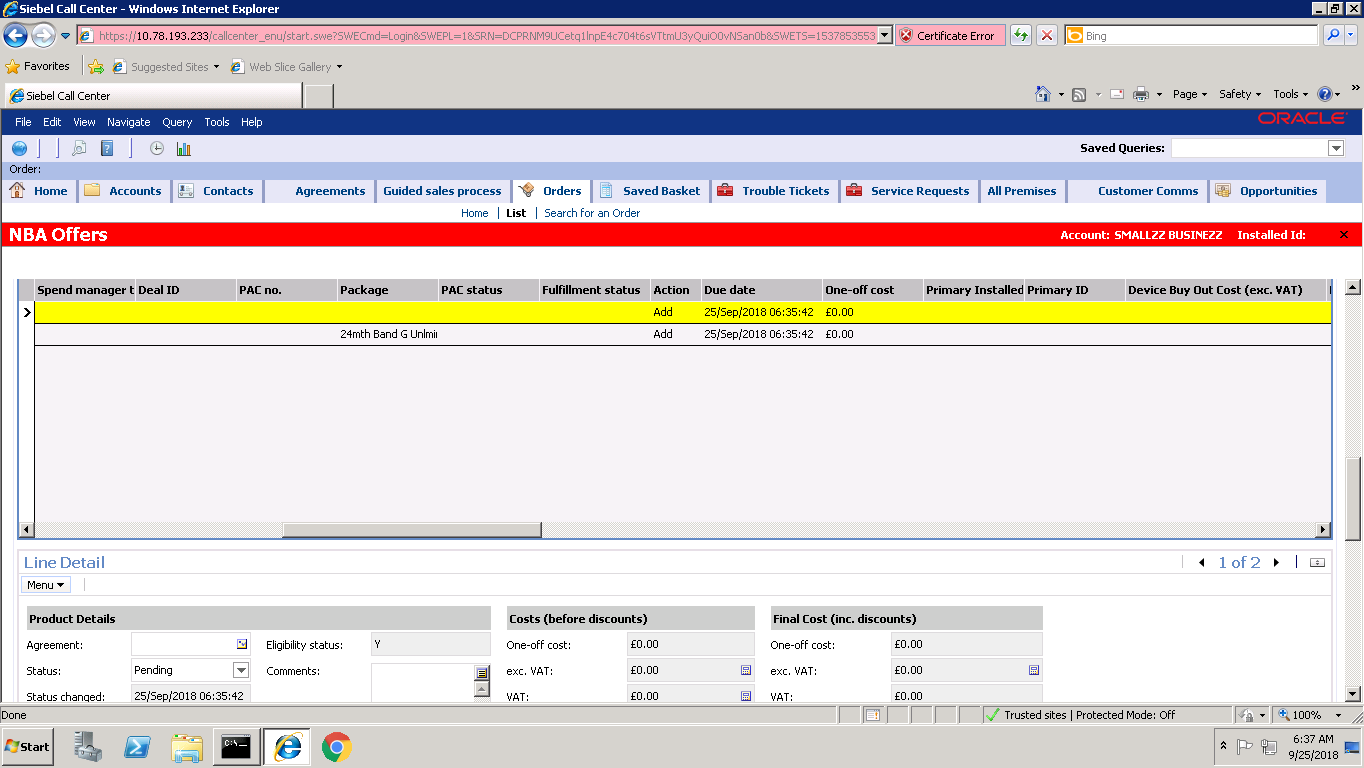 Siebel Call Center - Windows Internet Explorer
https://10.78.193.233/callcenter_enu/start.swe?SWECmd=Login&SWEPL=1&SRN=DCPRNM9UCetq1lnpE4c704t6sVTtmU3yQuiO0vNSan0b&SWETS=1537853553 Certificate Error Bing
Favorites Suggested Sites Web Slice Gallery
Siebel Call Center Page Safety Tools
File Edit View Navigate Query Tools Help ORACLE
Saved Queries:
Order:
Home Accounts Contacts Agreements Guided sales process Orders Saved Basket Trouble Tickets Service Requests All Premises Customer Comms Opportunities
Home List Search for an Order
NBA Offers Account: SMALLZZ BUSINEZZ Installed Id:
Spend manager t Deal ID PAC no. Package PAC status Fulfillment status Action Due date One-off cost Primary Installed Primary ID Device Buy Out Cost (exc. VAT)
Add 25/Sep/2018 06:35:42 £0.00
24mth Band G Unlmi Add 25/Sep/2018 06:35:42 £0.00
Line Detail 1 of 2
Menu
Product Details Costs (before discounts) Final Cost (inc. discounts)
Agreement: Eligibility status: Y One-off cost: £0.00 One-off cost: £0.00
Status: Pending Comments: exc. VAT: £0.00 exc. VAT: £0.00
Status changed: 25/Sep/2018 06:35:42 VAT: £0.00 VAT: £0.00
Done Trusted sites | Protected Mode: Off 100%
Start 6:37 AM
9/25/2018